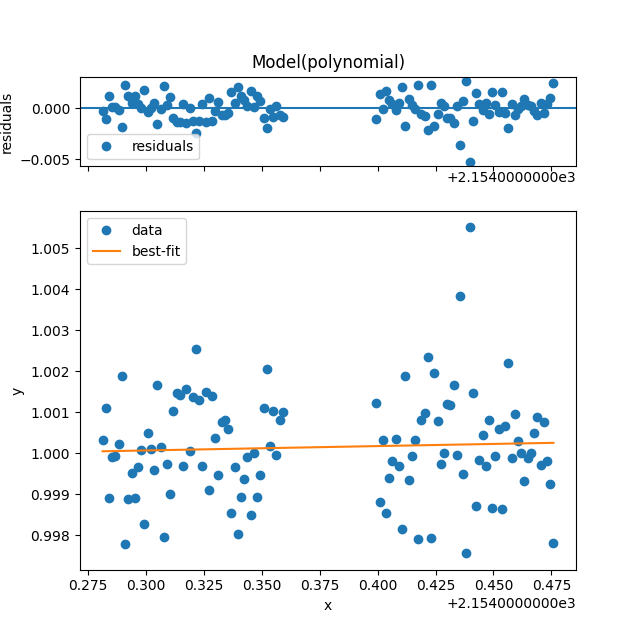 Model(polynomial)
residuals
0.000
−0.005
residuals
+2.1540000000e3
y
data
best-fit
1.005
1.004
1.003
1.002
1.001
1.000
0.999
0.998
0.275 0.300 0.325 0.350 0.375 0.400 0.425 0.450 0.475
x
+2.1540000000e3